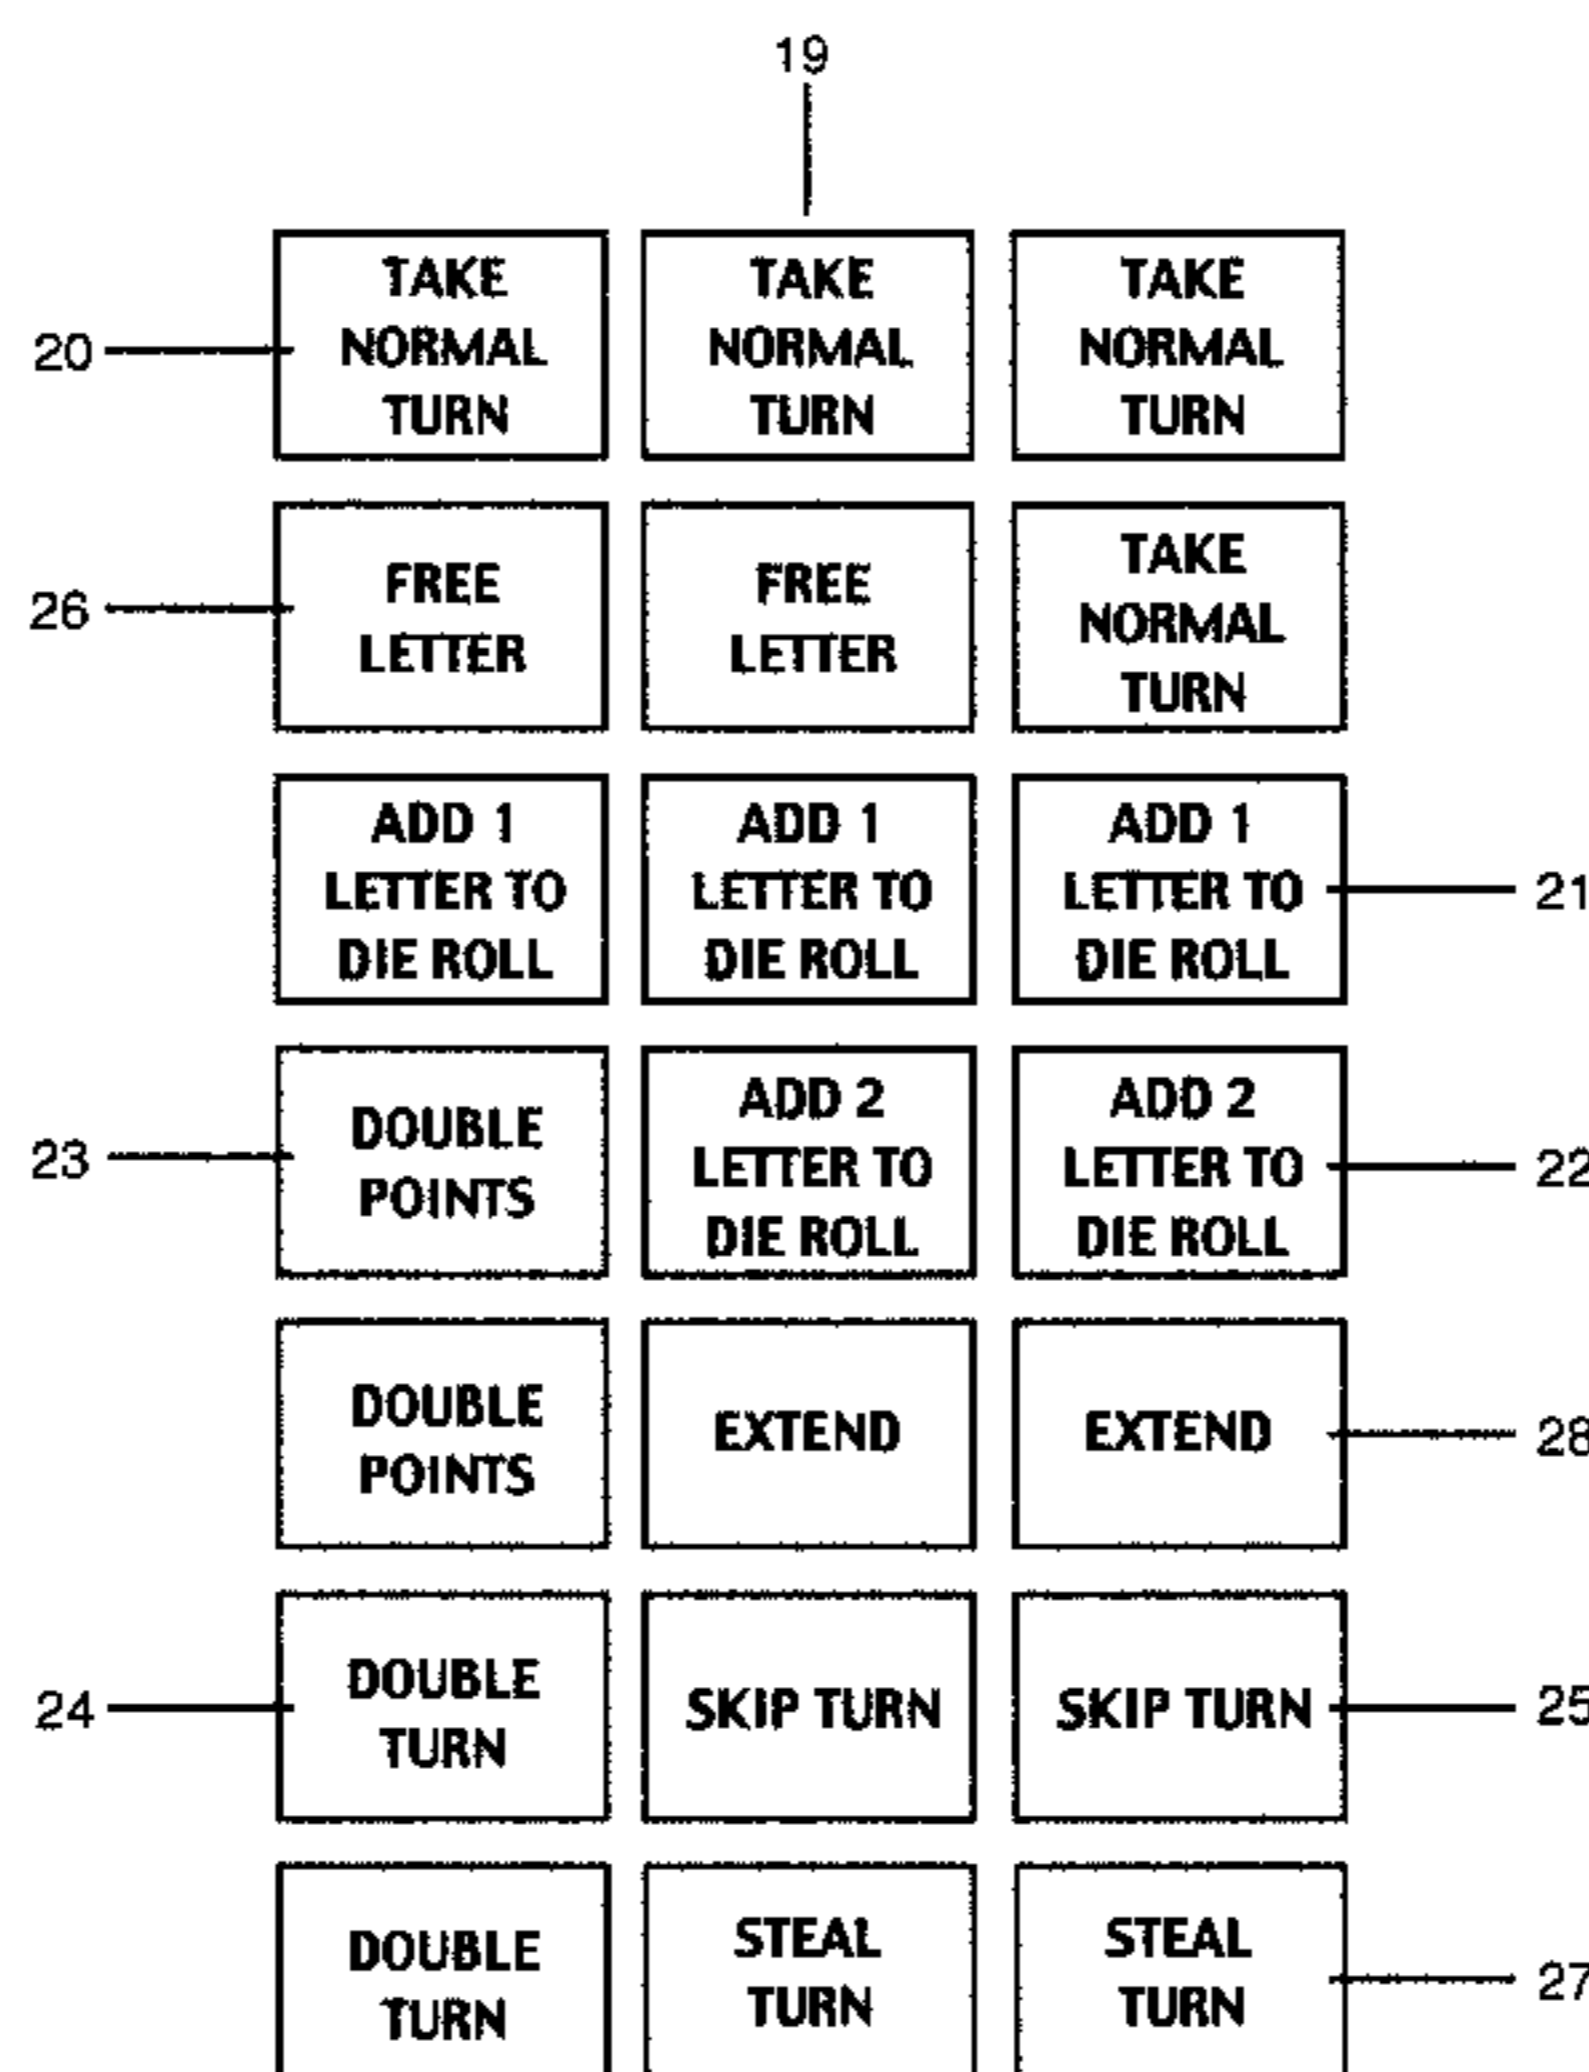 19
TAKE
NORMAL
TURN
TAKE
NORMAL
TURN
TAKE
NORMAL
TURN
20
FREE
LETTER
FREE
LETTER
TAKE
NORMAL
TURN
26
ADD 1
LETTER TO
DIE ROLL
ADD 1
LETTER TO
DIE ROLL
ADD 1
LETTER TO
DIE ROLL
21
DOUBLE
POINTS
ADD 2
LETTER TO
DIE ROLL
ADD 2
LETTER TO
DIE ROLL
23
22
DOUBLE
POINTS
EXTEND
EXTEND
28
DOUBLE
TURN
SKIP TURN
SKIP TURN
24
25
DOUBLE
TURN
STEAL
TURN
STEAL
TURN
27